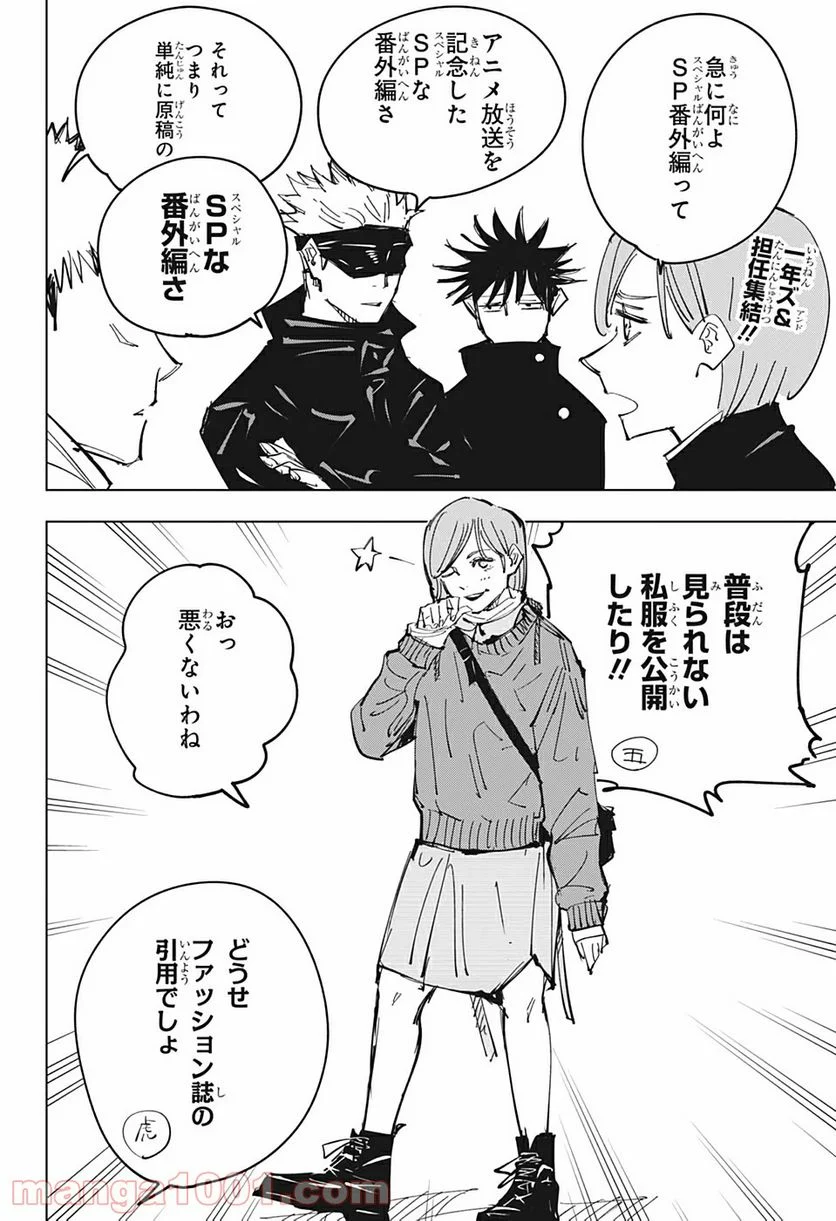 急に何よ
SP番外編って
一年ズ&
担任集結!!
アニメ放送を
記念した
SPな
番外編さ
それって
つまり
単純に原稿の
SPな
番外編さ
普段は
見られない
私服を公開
したり!!
五
おっ
悪くないわね
どうせ
ファッション誌の
引用でしょ
虎
manga1001.com